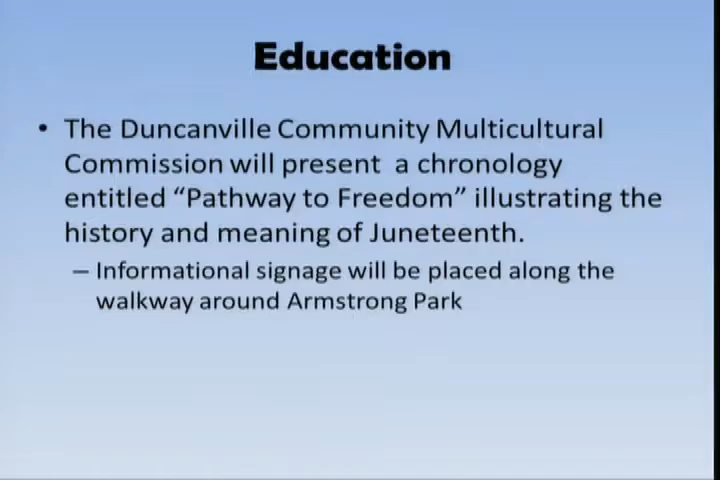 Education
• The Duncanville Community Multicultural
Commission will present a chronology
entitled “Pathway to Freedom” illustrating the
history and meaning of Juneteenth.
– Informational signage will be placed along the
walkway around Armstrong Park